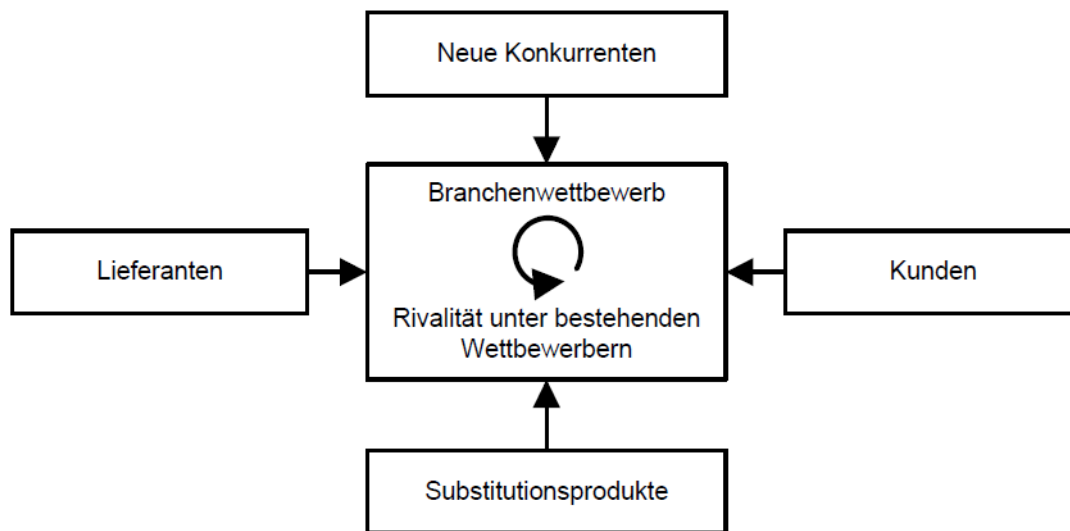 Neue Konkurrenten
Branchenwettbewerb
Lieferanten
Kunden
Rivalität unter bestehenden
Wettbewerbern
Substitutionsprodukte